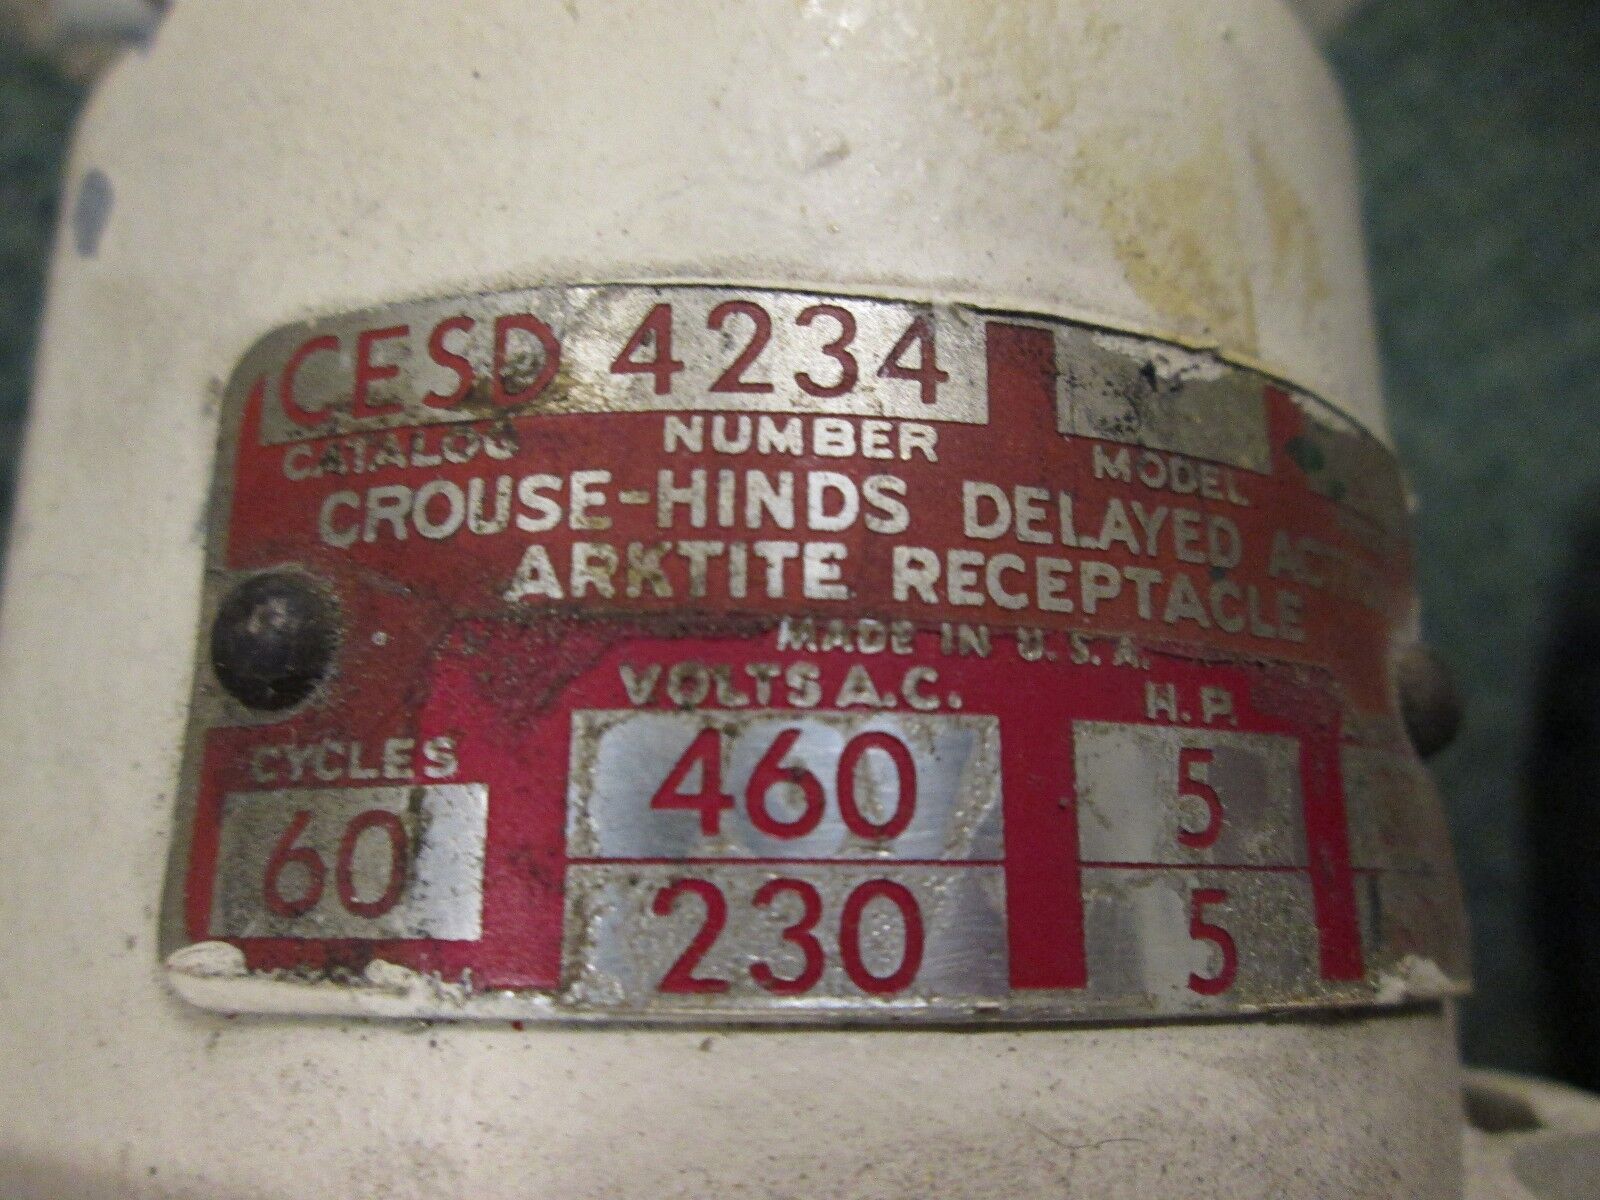 CESD 4234
CATALOG NUMBER MODEL
CROUSE-HINDS DELAYED
ARKTITE RECEPTACLE
MADE IN U.S.A.
VOLTS A.C. H.P.
CYCLES
460 5
60
230 5